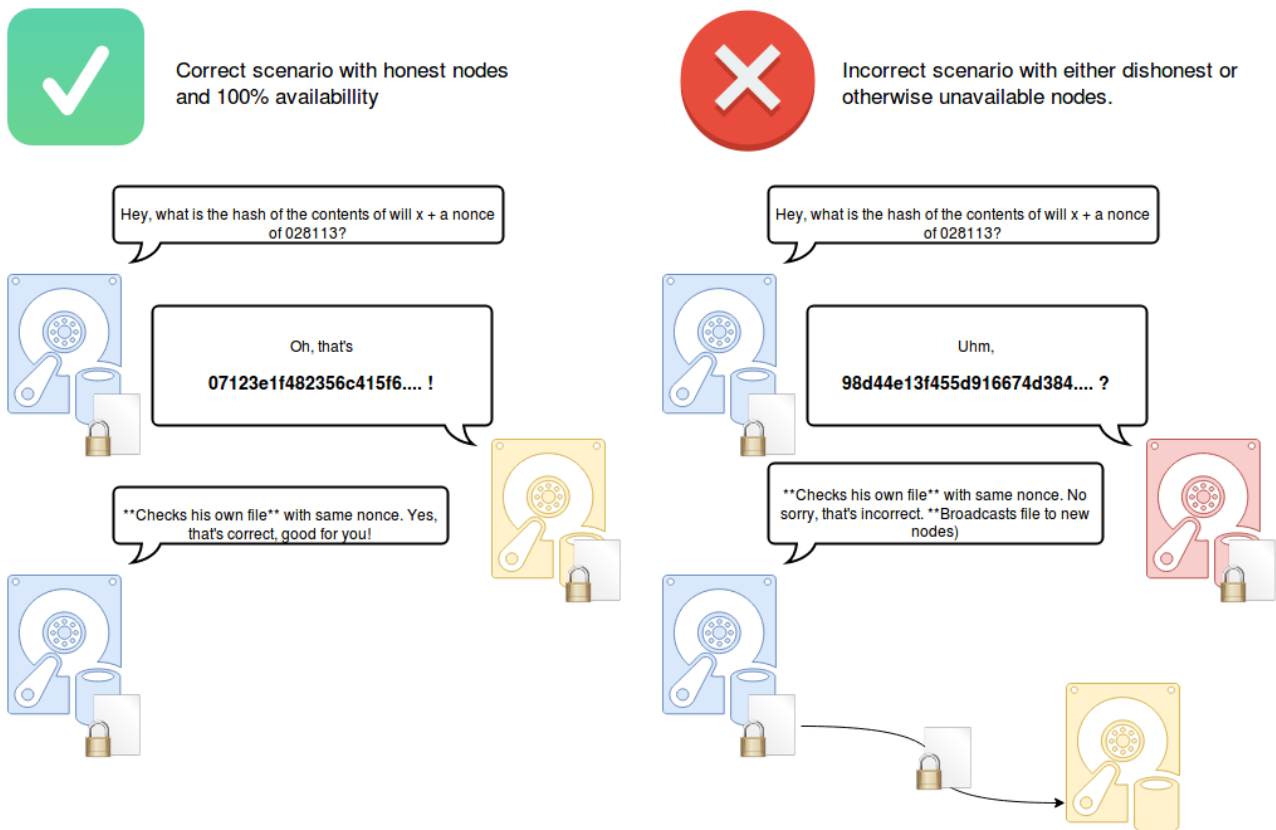 Correct scenario with honest nodes
and 100% availabillity
Hey, what is the hash of the contents of will x + a nonce
of 028113?
Oh, that's
07123e1f482356c415f6.... !
**Checks his own file** with same nonce. Yes,
that's correct, good for you!
Incorrect scenario with either dishonest or
otherwise unavailable nodes.
Hey, what is the hash of the contents of will x + a nonce
of 028113?
Uhm,
98d44e13f455d916674d384.... ?
**Checks his own file** with same nonce. No
sorry, that's incorrect. **Broadcasts file to new
nodes)